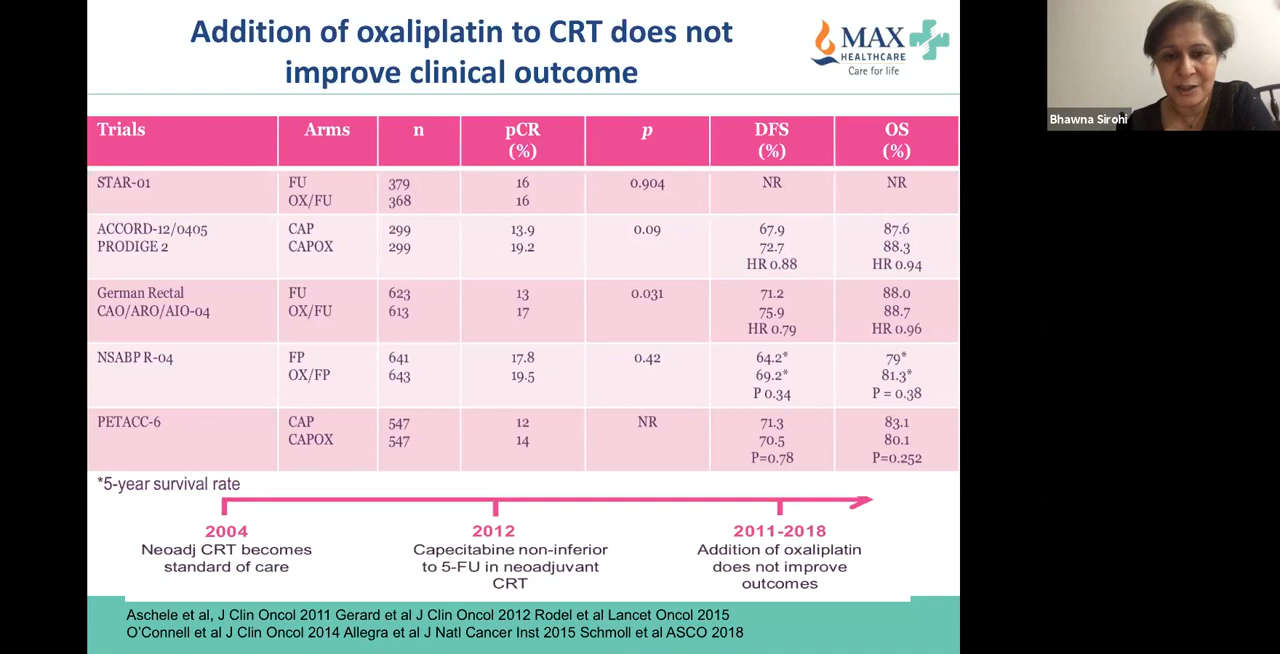 Addition of oxaliplatin to CRT does not
improve clinical outcome
MAX
HEALTHCARE
Care for life
Bhawna Sirohi
Trials Arms n pCR (%) p DFS (%) OS (%)
STAR-01 FU 379 16 0.904 NR NR
OX/FU 368 16
ACCORD-12/0405 CAP 299 13.9 0.09 67.9 87.6
PRODIGE 2 CAPOX 299 19.2 72.7 88.3
HR 0.88 HR 0.94
German Rectal FU 623 13 0.031 71.2 88.0
CAO/ARO/AIO-04 OX/FU 613 17 75.9 88.7
HR 0.79 HR 0.96
NSABP R-04 FP 641 17.8 0.42 64.2* 79*
OX/FP 643 19.5 69.2* 81.3*
P 0.34 P = 0.38
PETACC-6 CAP 547 12 NR 71.3 83.1
CAPOX 547 14 70.5 80.1
P=0.78 P=0.252
*5-year survival rate
2004
Neoadj CRT becomes
standard of care
2012
Capecitabine non-inferior
to 5-FU in neoadjuvant
CRT
2011-2018
Addition of oxaliplatin
does not improve
outcomes
Aschele et al, J Clin Oncol 2011 Gerard et al J Clin Oncol 2012 Rodel et al Lancet Oncol 2015
O'Connell et al J Clin Oncol 2014 Allegra et al J Natl Cancer Inst 2015 Schmoll et al ASCO 2018